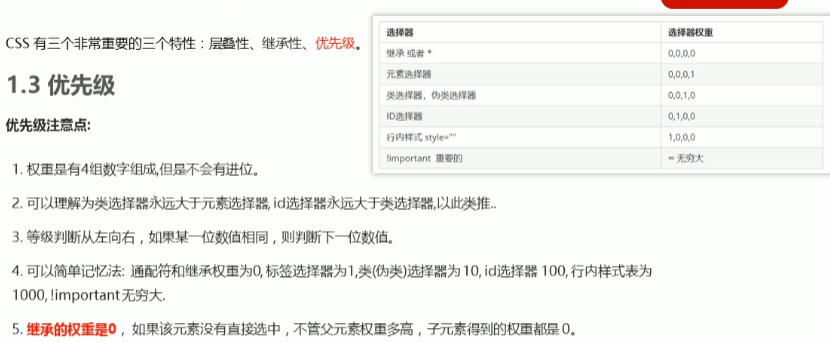 CSS 有三个非常重要的三个特性：层叠性、继承性、优先级。
1.3 优先级
优先级注意点:
选择器 选择器权重
继承 或者 * 0,0,0,0
元素选择器 0,0,0,1
类选择器，伪类选择器 0,0,1,0
ID选择器 0,1,0,0
行内样式 style="" 1,0,0,0
!important 重要的 ∞ 无穷大
1. 权重是有4组数字组成,但是不会有进位。
2. 可以理解为类选择器永远大于元素选择器, id选择器永远大于类选择器,以此类推..
3. 等级判断从左向右，如果某一位数值相同，则判断下一位数值。
4. 可以简单记忆法: 通配符和继承权重为0, 标签选择器为1,类(伪类)选择器为 10, id选择器 100, 行内样式表为
1000, !important 无穷大.
5. 继承的权重是0， 如果该元素没有直接选中，不管父元素权重多高，子元素得到的权重都是 0。